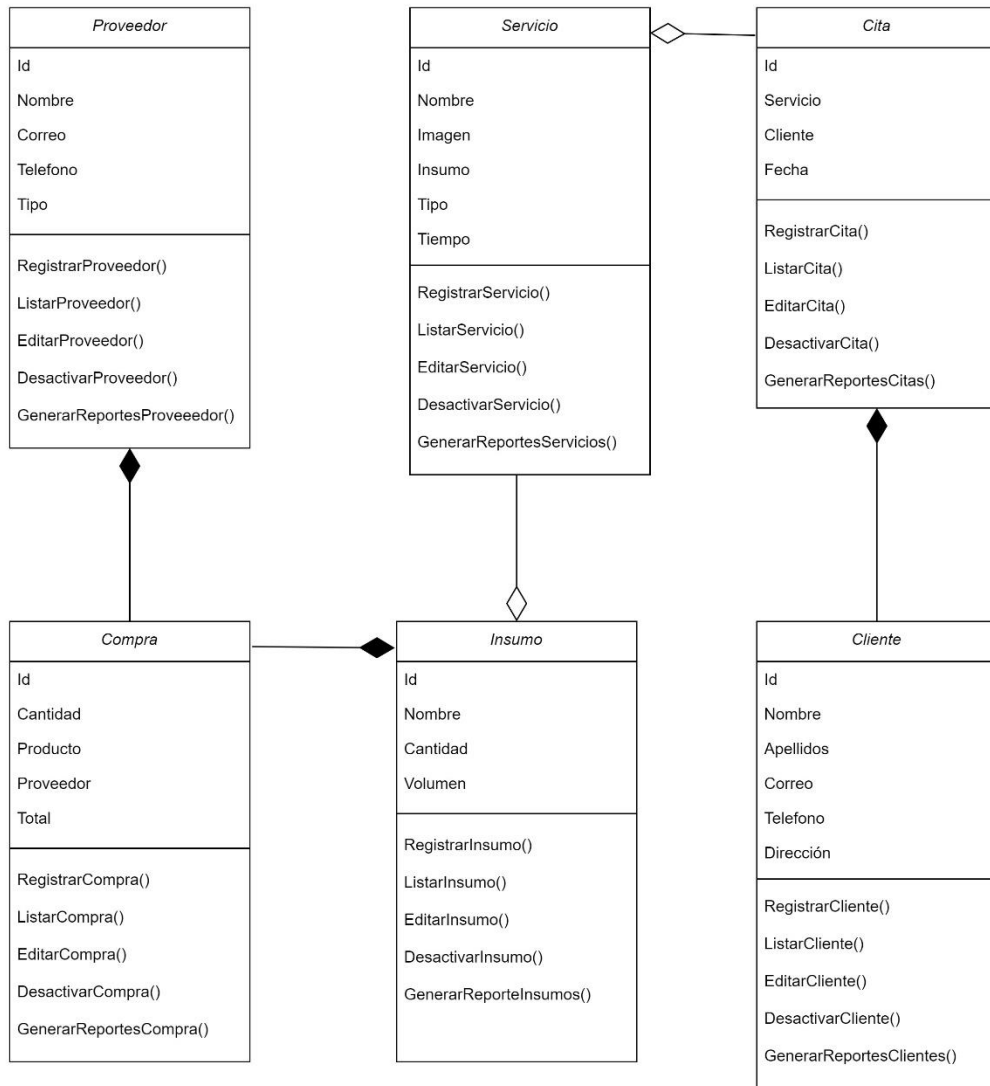 Proveedor
Id
Nombre
Correo
Telefono
Tipo
RegistrarProveedor()
ListarProveedor()
EditarProveedor()
DesactivarProveedor()
GenerarReportesProveeedor()
Servicio
Id
Nombre
Imagen
Insumo
Tipo
Tiempo
RegistrarServicio()
ListarServicio()
EditarServicio()
DesactivarServicio()
GenerarReportesServicios()
Cita
Id
Servicio
Cliente
Fecha
RegistrarCita()
ListarCita()
EditarCita()
DesactivarCita()
GenerarReportesCitas()
Compra
Id
Cantidad
Producto
Proveedor
Total
RegistrarCompra()
ListarCompra()
EditarCompra()
DesactivarCompra()
GenerarReportesCompra()
Insumo
Id
Nombre
Cantidad
Volumen
RegistrarInsumo()
ListarInsumo()
EditarInsumo()
DesactivarInsumo()
GenerarReporteInsumos()
Cliente
Id
Nombre
Apellidos
Correo
Telefono
Dirección
RegistrarCliente()
ListarCliente()
EditarCliente()
DesactivarCliente()
GenerarReportesClientes()